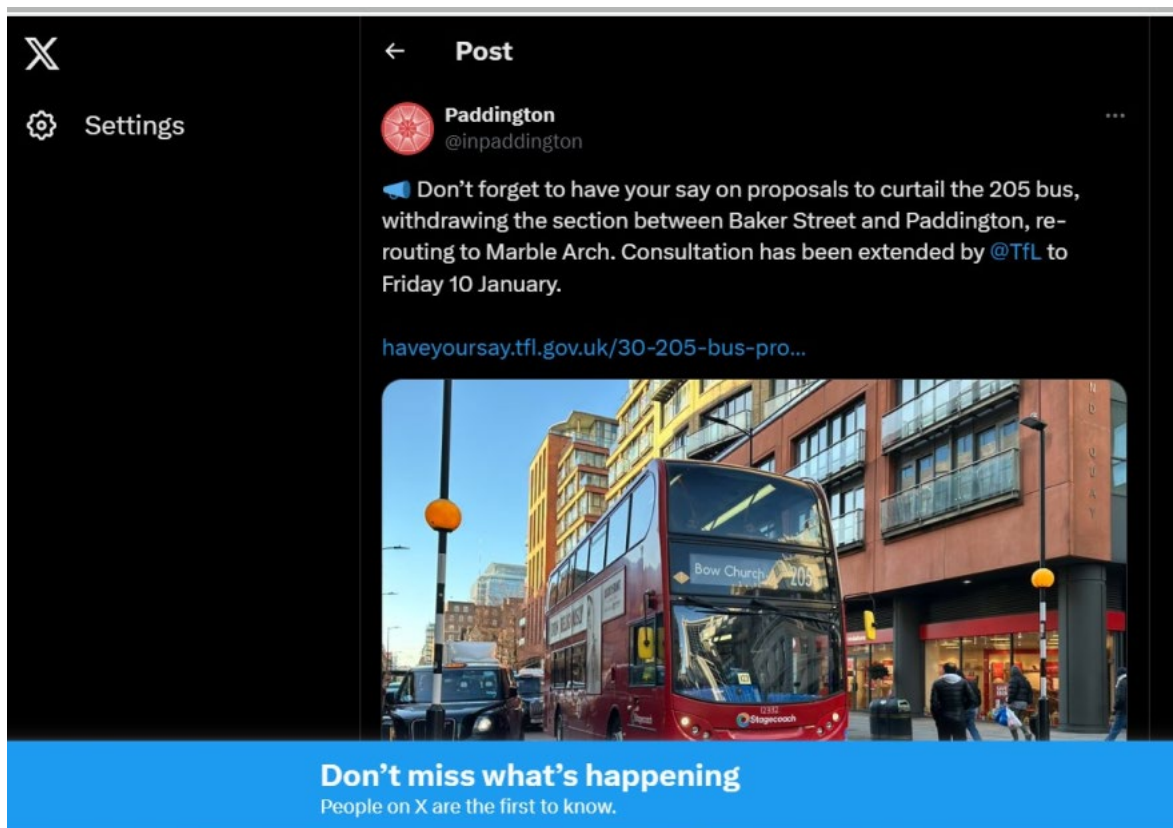 Post
Settings
Paddington
@inpaddington
Don’t forget to have your say on proposals to curtail the 205 bus,
withdrawing the section between Baker Street and Paddington, re-
routing to Marble Arch. Consultation has been extended by @TfL to
Friday 10 January.
haveyoursay.tfl.gov.uk/30-205-bus-pro...
Bow Church 205
12332
Stagecoach
Stagecoach
Don’t miss what’s happening
People on X are the first to know.